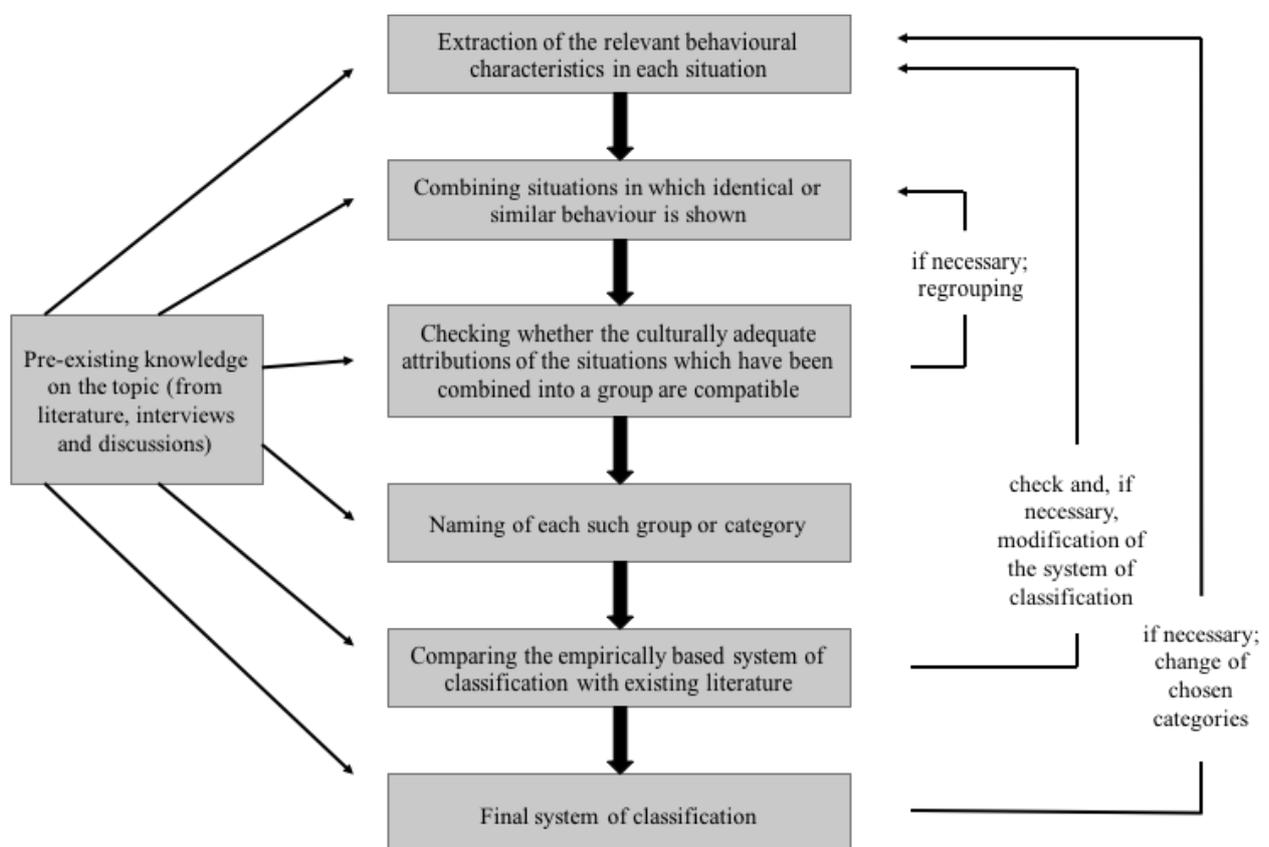 Extraction of the relevant behavioural
characteristics in each situation
Combining situations in which identical or
similar behaviour is shown
if necessary;
regrouping
Checking whether the culturally adequate
attributions of the situations which have been
combined into a group are compatible
Pre-existing knowledge
on the topic (from
literature, interviews
and discussions)
Naming of each such group or category
check and, if
necessary,
modification of
the system of
classification
Comparing the empirically based system of
classification with existing literature
if necessary;
change of
chosen
categories
Final system of classification